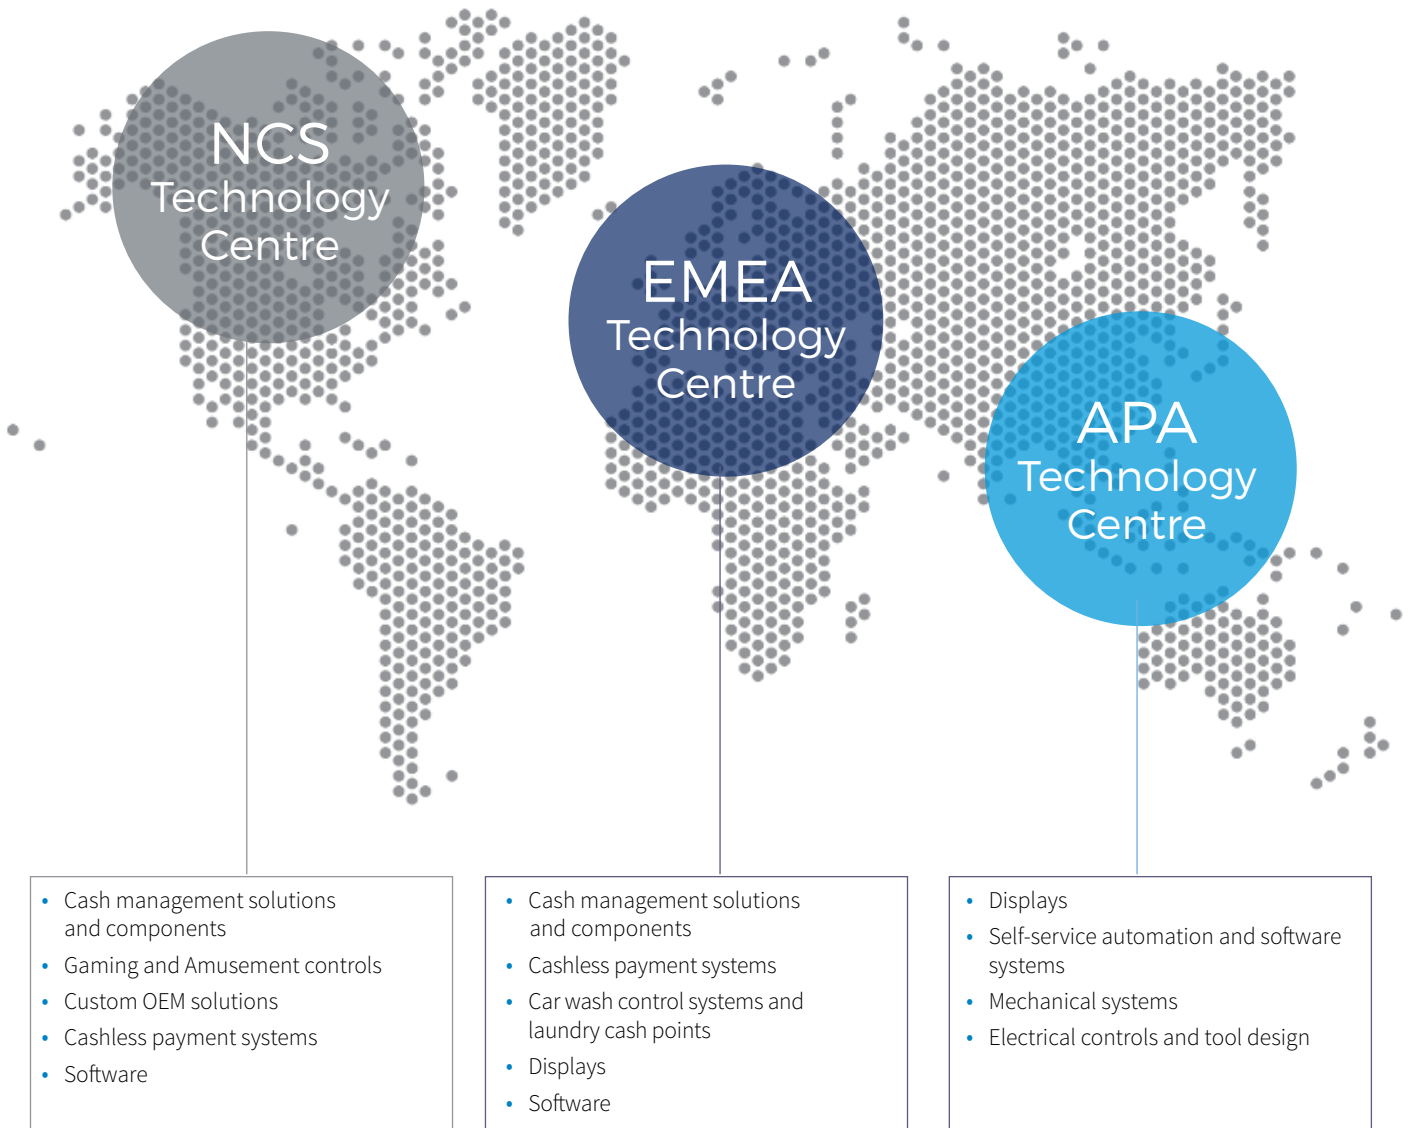 NCS
Technology
Centre
EMEA
Technology
Centre
APA
Technology
Centre
• Cash management solutions
and components
• Gaming and Amusement controls
• Custom OEM solutions
• Cashless payment systems
• Software
• Cash management solutions
and components
• Cashless payment systems
• Car wash control systems and
laundry cash points
• Displays
• Software
• Displays
• Self-service automation and software
systems
• Mechanical systems
• Electrical controls and tool design